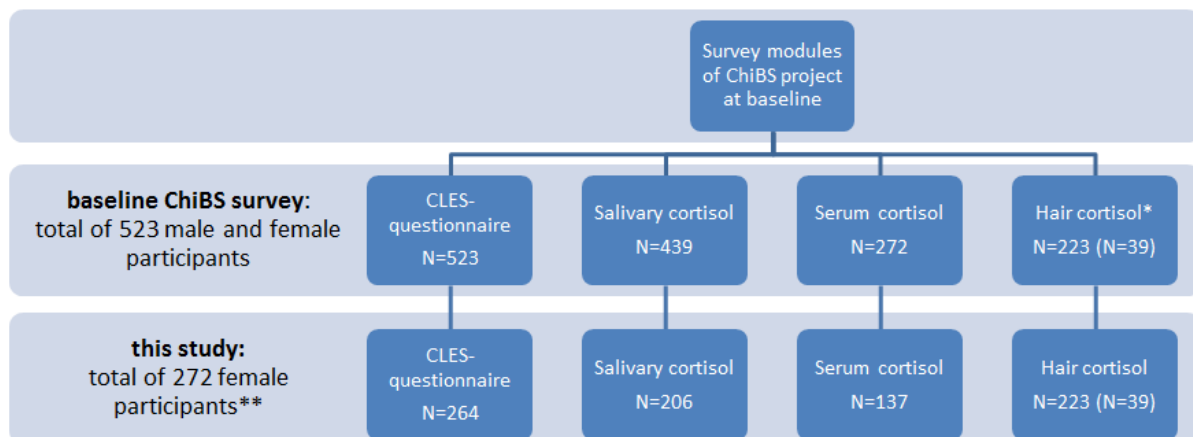 Survey modules
of ChiBS project
at baseline
baseline ChiBS survey:
total of 523 male and female
participants
CLES-
questionnaire
N=523
Salivary cortisol
N=439
Serum cortisol
N=272
Hair cortisol*
N=223 (N=39)
this study:
total of 272 female
participants**
CLES-
questionnaire
N=264
Salivary cortisol
N=206
Serum cortisol
N=137
Hair cortisol
N=223 (N=39)